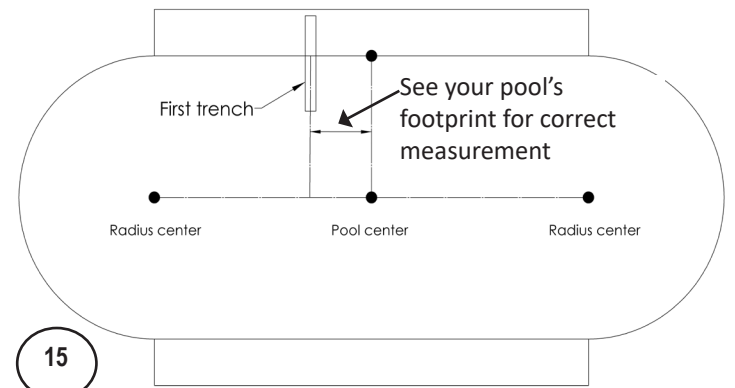 First trench
See your pool's
footprint for correct
measurement
Radius center
Pool center
Radius center
15